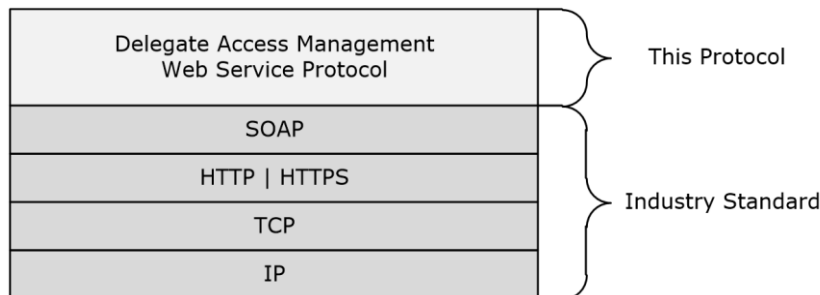 Delegate Access Management
Web Service Protocol
This Protocol
SOAP
HTTP | HTTPS
TCP
IP
Industry Standard